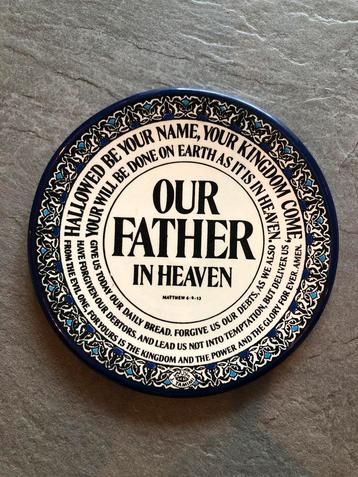 OUR
FATHER
IN HEAVEN
MATTHEW 6:9-13
HALLOWED BE YOUR NAME, YOUR KINGDOM COME,
YOUR WILL BE DONE ON EARTH AS IT IS IN HEAVEN.
GIVE US TODAY OUR DAILY BREAD. FORGIVE US OUR DEBTS, AS WE ALSO
HAVE FORGIVEN OUR DEBTORS. AND LEAD US NOT INTO TEMPTATION, BUT DELIVER US
FROM THE EVIL ONE, FOR YOURS IS THE KINGDOM AND THE POWER AND THE GLORY FOR EVER. AMEN.